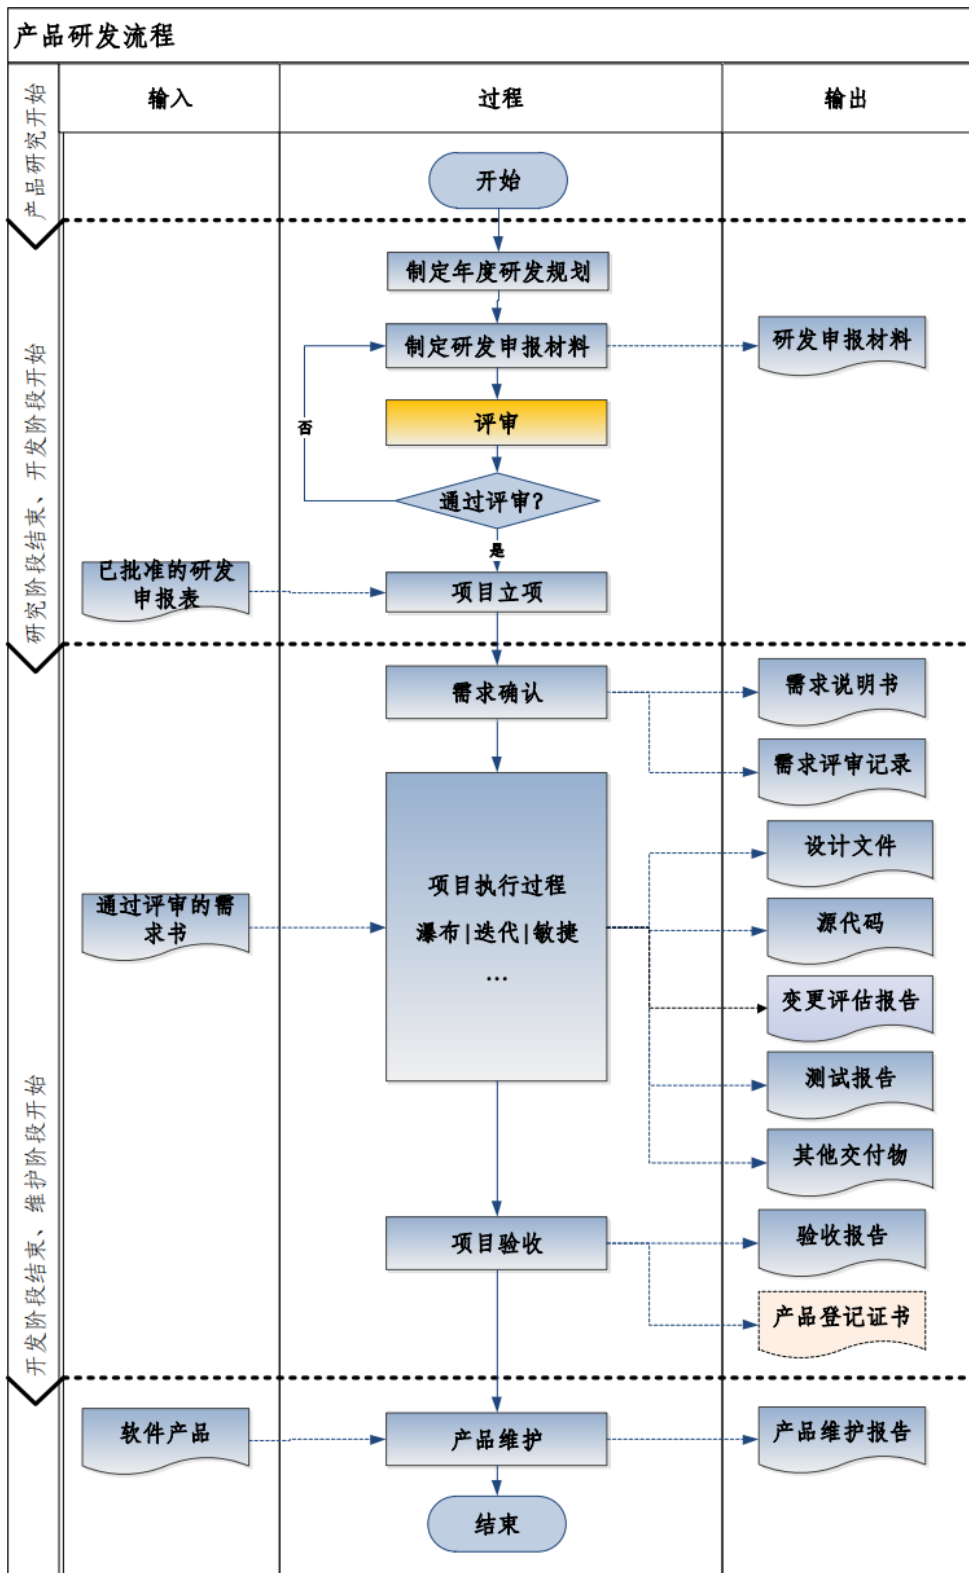 产品研发流程
输入
过程
输出
产品研究开始
开始
研究阶段结束、开发阶段开始
制定年度研发规划
制定研发申报材料
研发申报材料
评审
否
通过评审?
是
已批准的研发
申报表
项目立项
开发阶段结束、维护阶段开始
需求确认
需求说明书
需求评审记录
通过评审的需
求书
项目执行过程
瀑布|迭代|敏捷
...
设计文件
源代码
变更评估报告
测试报告
其他交付物
项目验收
验收报告
产品登记证书
软件产品
产品维护
产品维护报告
结束